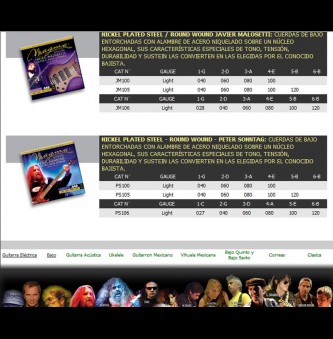 NICKEL PLATED STEEL / ROUND WOUND JAVIER MALOSETTI: CUERDAS DE BAJO
ENTORCHADAS CON ALAMBRE DE ACERO NIQUELADO SOBRE UN NÚCLEO
HEXAGONAL, SUS CARACTERÍSTICAS ESPECIALES DE TONO, TENSIÓN,
DURABILIDAD Y SUSTEIN LAS CONVIERTEN EN LAS ELEGIDAS POR EL CONOCIDO
BAJISTA.
CAT N° GAUGE 1-G 2-D 3-A 4-E 5-B 6-B
JM100 Light 040 060 080 100
JM105 Light 040 060 080 100 120
CAT N° GAUGE 1-C 2-G 3-D 4-A 5-E 6-B
JM106 Light 028 040 060 080 100 120
NICKEL PLATED STEEL - ROUND WOUND - PETER SONNTAG: CUERDAS DE BAJO
ENTORCHADAS CON ALAMBRE DE ACERO NIQUELADO SOBRE UN NÚCLEO
HEXAGONAL, SUS CARACTERÍSTICAS ESPECIALES DE TONO, TENSIÓN,
DURABILIDAD Y SUSTEIN LAS CONVIERTEN EN LAS ELEGIDAS POR EL CONOCIDO
BAJISTA.
CAT N° GAUGE 1-G 2-D 3-A 4-E 5-B 6-B
PS100 Light 040 060 080 100
PS105 Light 040 060 080 100 120
CAT N° GAUGE 1-C 2-G 3-D 4-A 5-E 6-B
PS106 Light 027 040 060 080 100 120
Guitarra Eléctrica Bajo Guitarra Acústica Ukelele Guitarron Mexicano Vihuela Mexicana Bajo Quinto y Bajo Sexto Correas Clasica